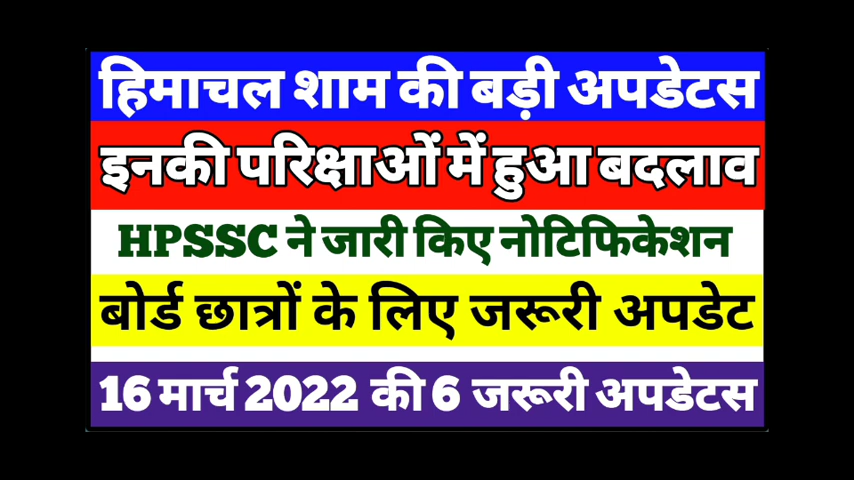 हिमाचल शाम की बड़ी अपडेटस
इनकी परिक्षाओं में हुआ बदलाव
HPSSC ने जारी किए नोटिफिकेशन
बोर्ड छात्रों के लिए जरूरी अपडेट
16 मार्च 2022 की 6 जरूरी अपडेटस